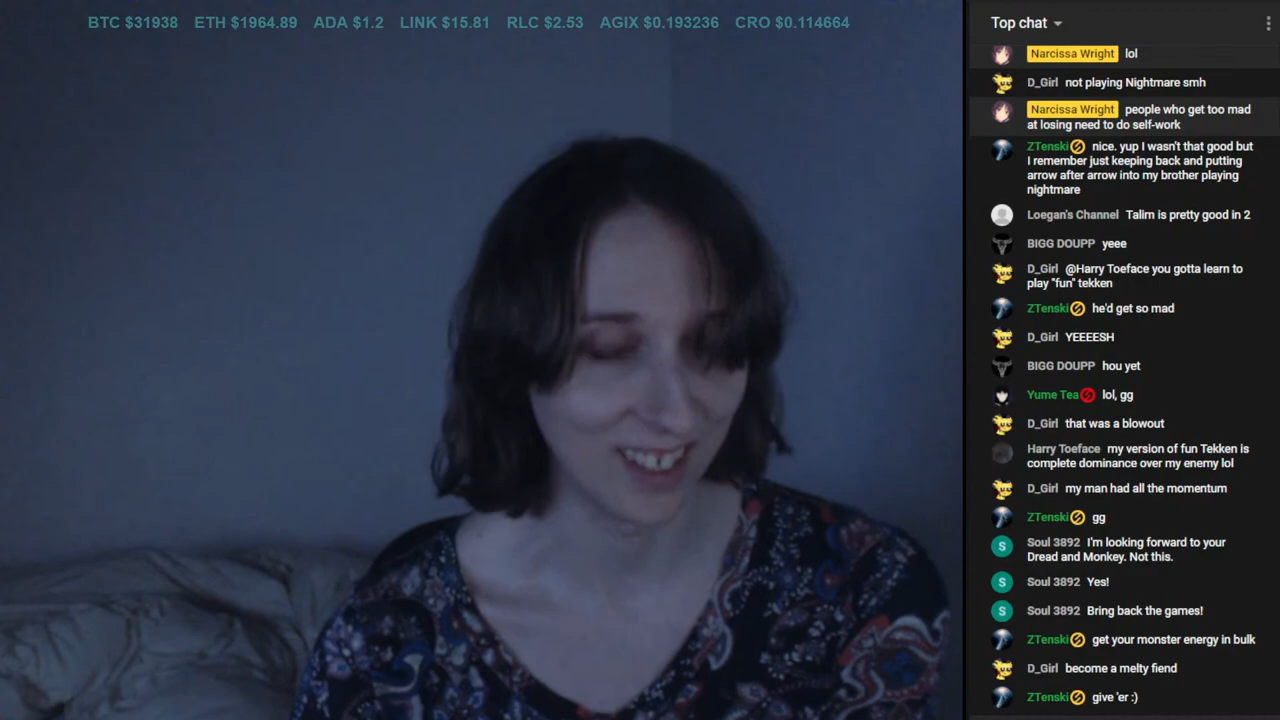 BTC $31938 ETH $1964.89 ADA $1.2 LINK $15.81 RLC $2.53 AGIX $0.193236 CRO $0.114664
Top chat
Narcissa Wright lol
D_Girl not playing Nightmare smh
Narcissa Wright people who get too mad
at losing need to do self-work
ZTenski nice. yup I wasn't that good but
I remember just keeping back and putting
arrow after arrow into my brother playing
nightmare
Loegan's Channel Talim is pretty good in 2
BIGG DOUPP yeee
D_Girl @Harry Toeface you gotta learn to
play "fun" tekken
ZTenski he'd get so mad
D_Girl YEEEESH
BIGG DOUPP hou yet
Yume Tea lol, gg
D_Girl that was a blowout
Harry Toeface my version of fun Tekken is
complete dominance over my enemy lol
D_Girl my man had all the momentum
ZTenski gg
S Soul 3892 I'm looking forward to your
Dread and Monkey. Not this.
S Soul 3892 Yes!
S Soul 3892 Bring back the games!
ZTenski get your monster energy in bulk
D_Girl become a melty fiend
ZTenski give 'er :)